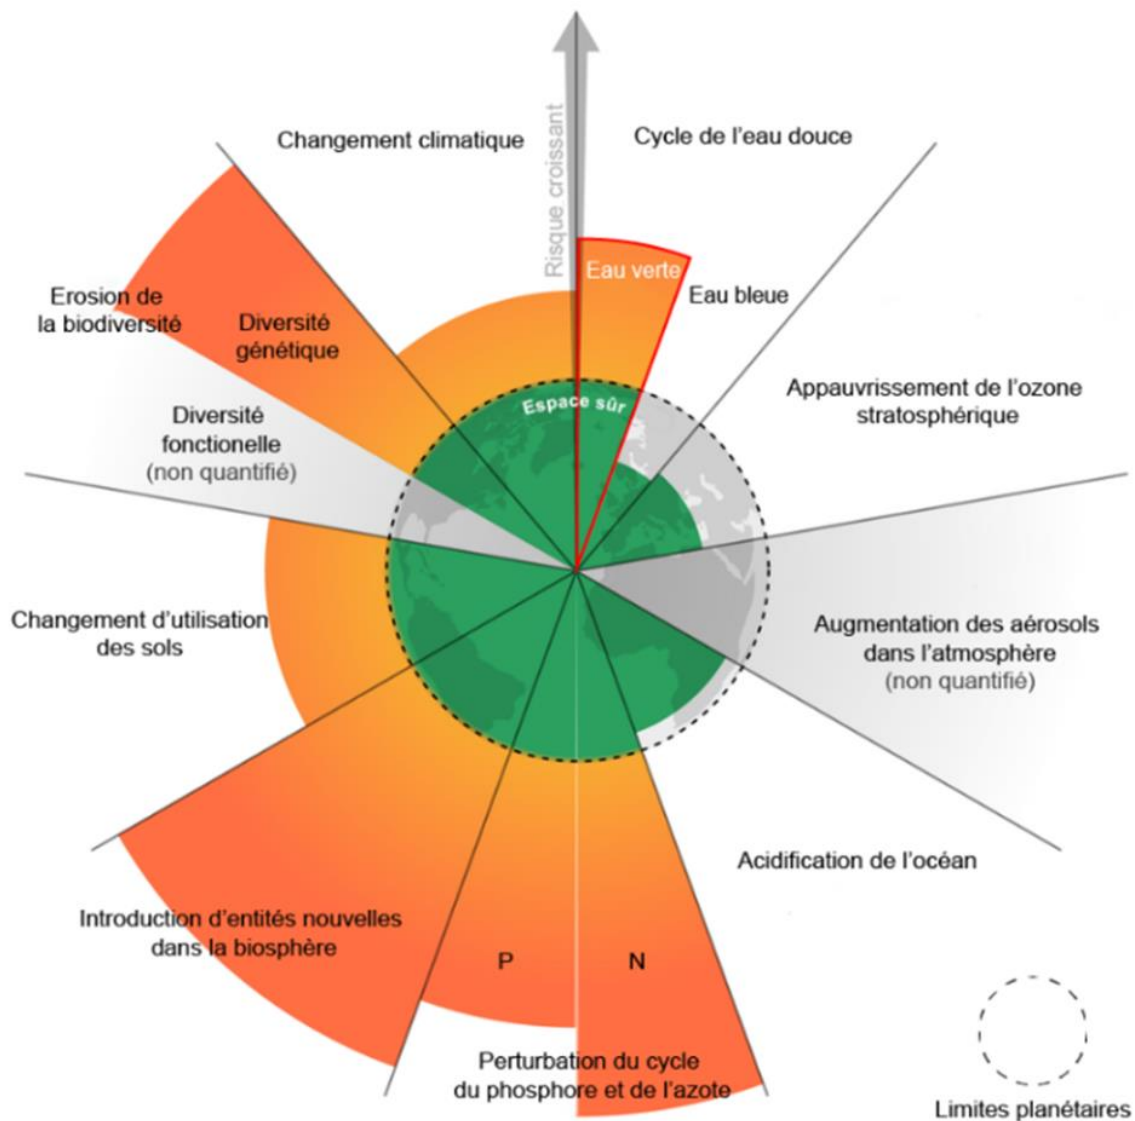 Changement climatique
Cycle de l'eau douce
Risque croissant
Eau verte
Eau bleue
Erosion de
la biodiversité
Diversité
génétique
Espace sûr
Appauvrissement de l'ozone
stratosphérique
Diversité
fonctionelle
(non quantifié)
Changement d'utilisation
des sols
Augmentation des aérosols
dans l'atmosphère
(non quantifié)
Acidification de l'océan
Introduction d'entités nouvelles
dans la biosphère
P
N
Perturbation du cycle
du phosphore et de l'azote
Limites planétaires